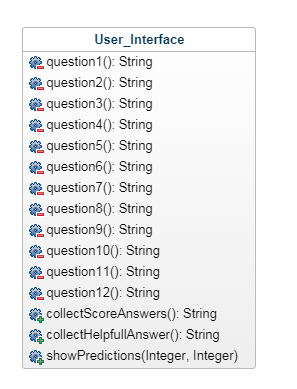 User_Interface
question1(): String
question2(): String
question3(): String
question4(): String
question5(): String
question6(): String
question7(): String
question8(): String
question9(): String
question10(): String
question11(): String
question12(): String
collectScoreAnswers(): String
collectHelpfullAnswer(): String
showPredictions(Integer, Integer)